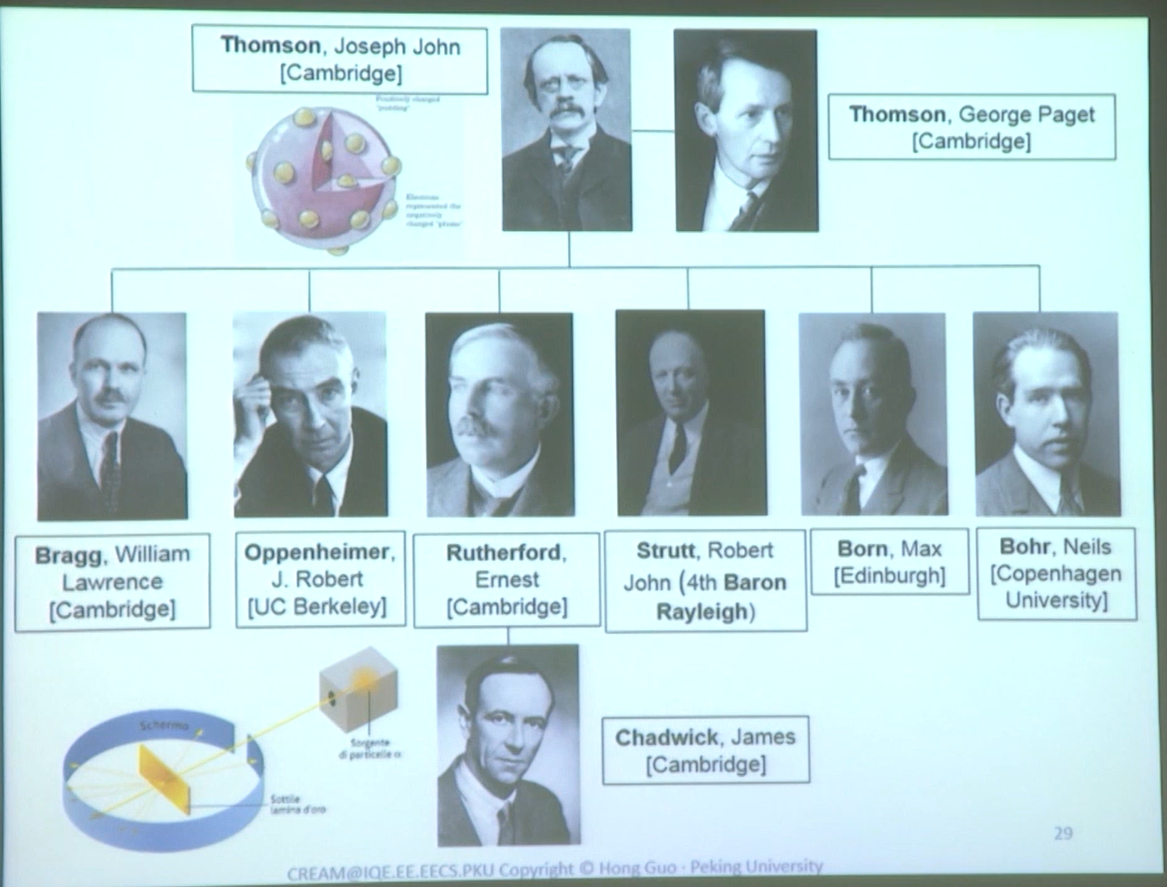 Thomson, Joseph John
[Cambridge]
Positively charged
'pudding'
Thomson, George Paget
[Cambridge]
Electrons
represented the
negatively
charged 'plums'
Bragg, William
Lawrence
[Cambridge]
Oppenheimer,
J. Robert
[UC Berkeley]
Rutherford,
Ernest
[Cambridge]
Strutt, Robert
John (4th Baron
Rayleigh)
Born, Max
[Edinburgh]
Bohr, Neils
[Copenhagen
University]
Schermo
Sorgente
di particelle α
Sottile
lamina d'oro
Chadwick, James
[Cambridge]
29
CREAM@IQE.EE.EECS.PKU Copyright © Hong Guo · Peking University